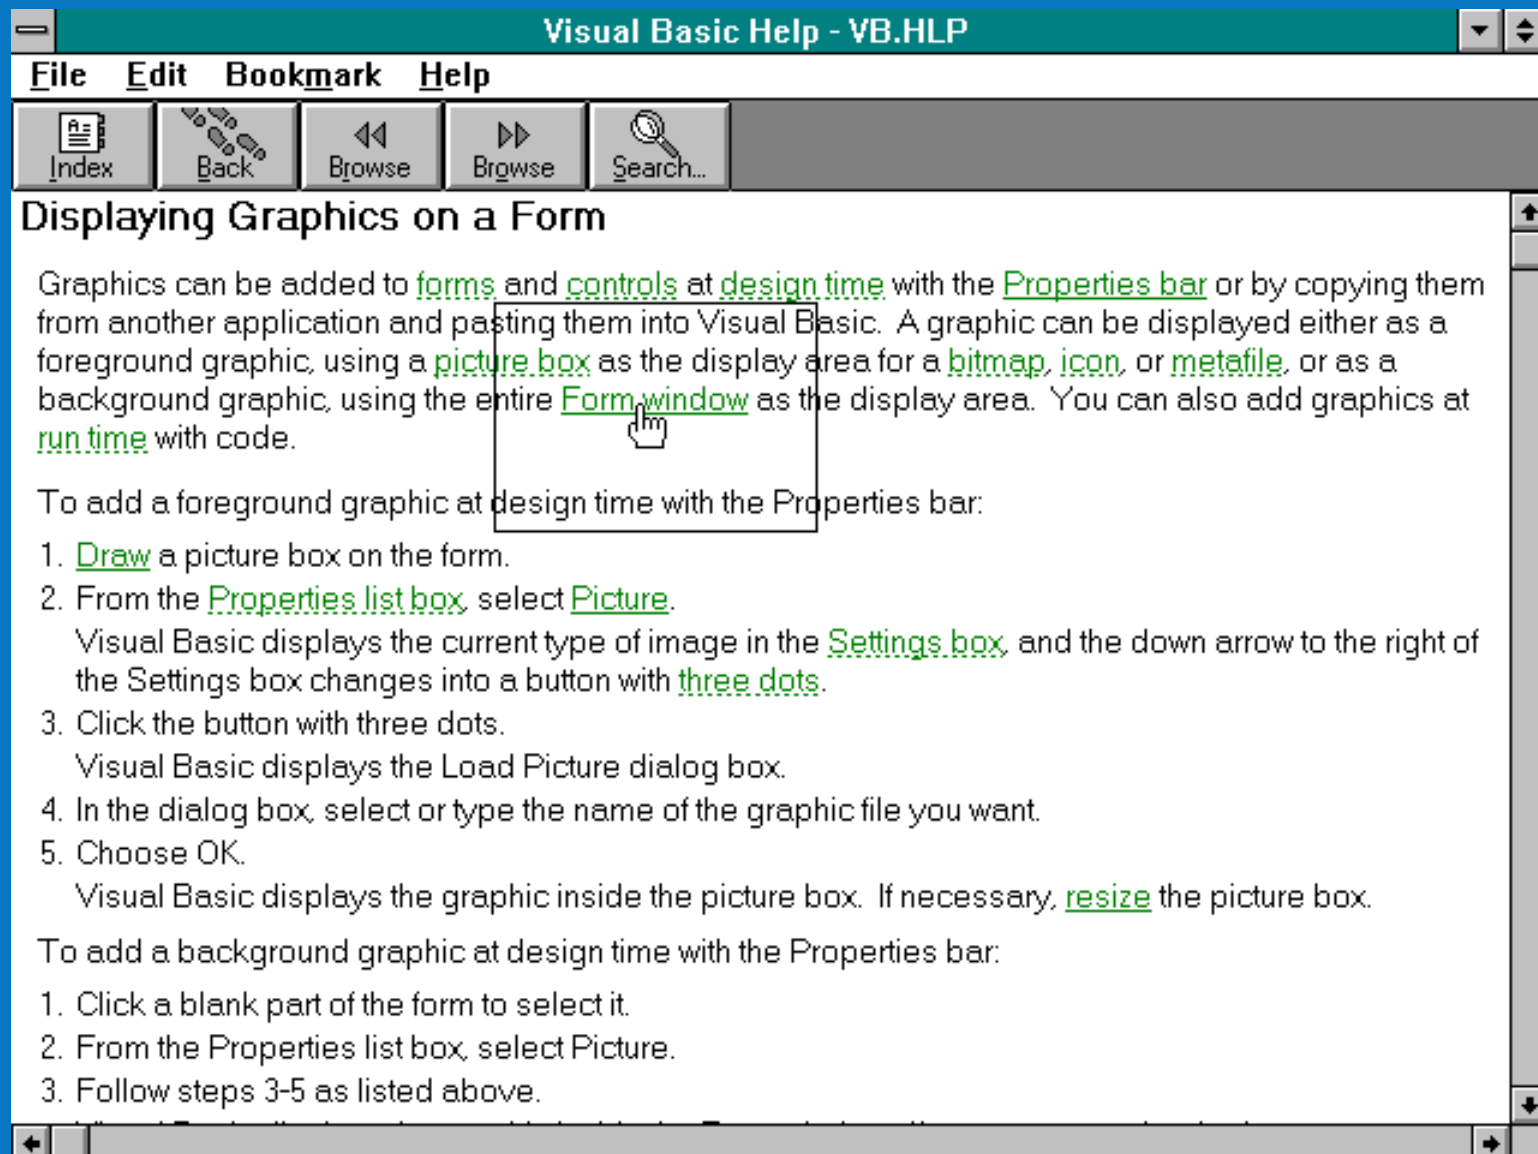 Visual Basic Help - VB.HLP
File Edit Bookmark Help
Index Back Browse Browse Search...
Displaying Graphics on a Form
Graphics can be added to forms and controls at design time with the Properties bar or by copying them
from another application and pasting them into Visual Basic. A graphic can be displayed either as a
foreground graphic, using a picture box as the display area for a bitmap, icon, or metafile, or as a
background graphic, using the entire Form window as the display area. You can also add graphics at
run time with code.
To add a foreground graphic at design time with the Properties bar:
1. Draw a picture box on the form.
2. From the Properties list box, select Picture.
Visual Basic displays the current type of image in the Settings box, and the down arrow to the right of
the Settings box changes into a button with three dots.
3. Click the button with three dots.
Visual Basic displays the Load Picture dialog box.
4. In the dialog box, select or type the name of the graphic file you want.
5. Choose OK.
Visual Basic displays the graphic inside the picture box. If necessary, resize the picture box.
To add a background graphic at design time with the Properties bar:
1. Click a blank part of the form to select it.
2. From the Properties list box, select Picture.
3. Follow steps 3-5 as listed above.